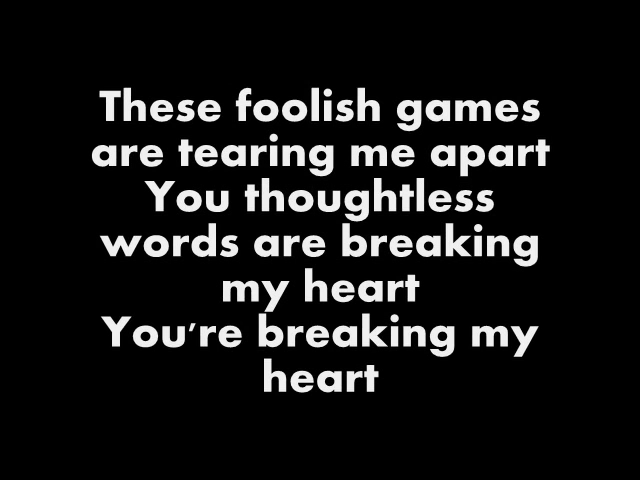 These foolish games
are tearing me apart
You thoughtless
words are breaking
my heart
You're breaking my
heart